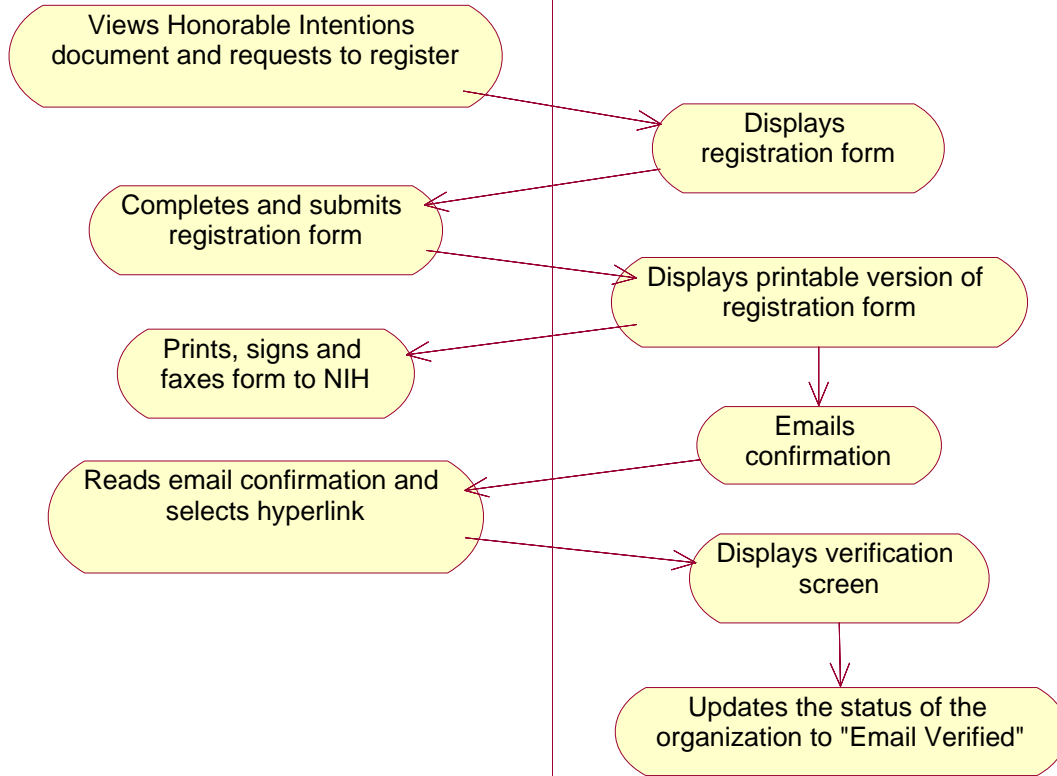 Views Honorable Intentions
document and requests to register
Displays
registration form
Completes and submits
registration form
Displays printable version of
registration form
Prints, signs and
faxes form to NIH
Emails
confirmation
Reads email confirmation and
selects hyperlink
Displays verification
screen
Updates the status of the
organization to "Email Verified"